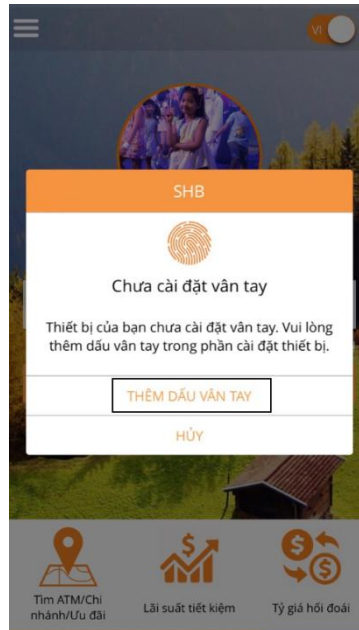 VI
SHB
Chưa cài đặt vân tay
Thiết bị của bạn chưa cài đặt vân tay. Vui lòng
thêm dấu vân tay trong phần cài đặt thiết bị.
THÊM DẤU VÂN TAY
HỦY
Tìm ATM/Chi
nhánh/Ưu đãi
Lãi suất tiết kiệm
Tỷ giá hối đoái